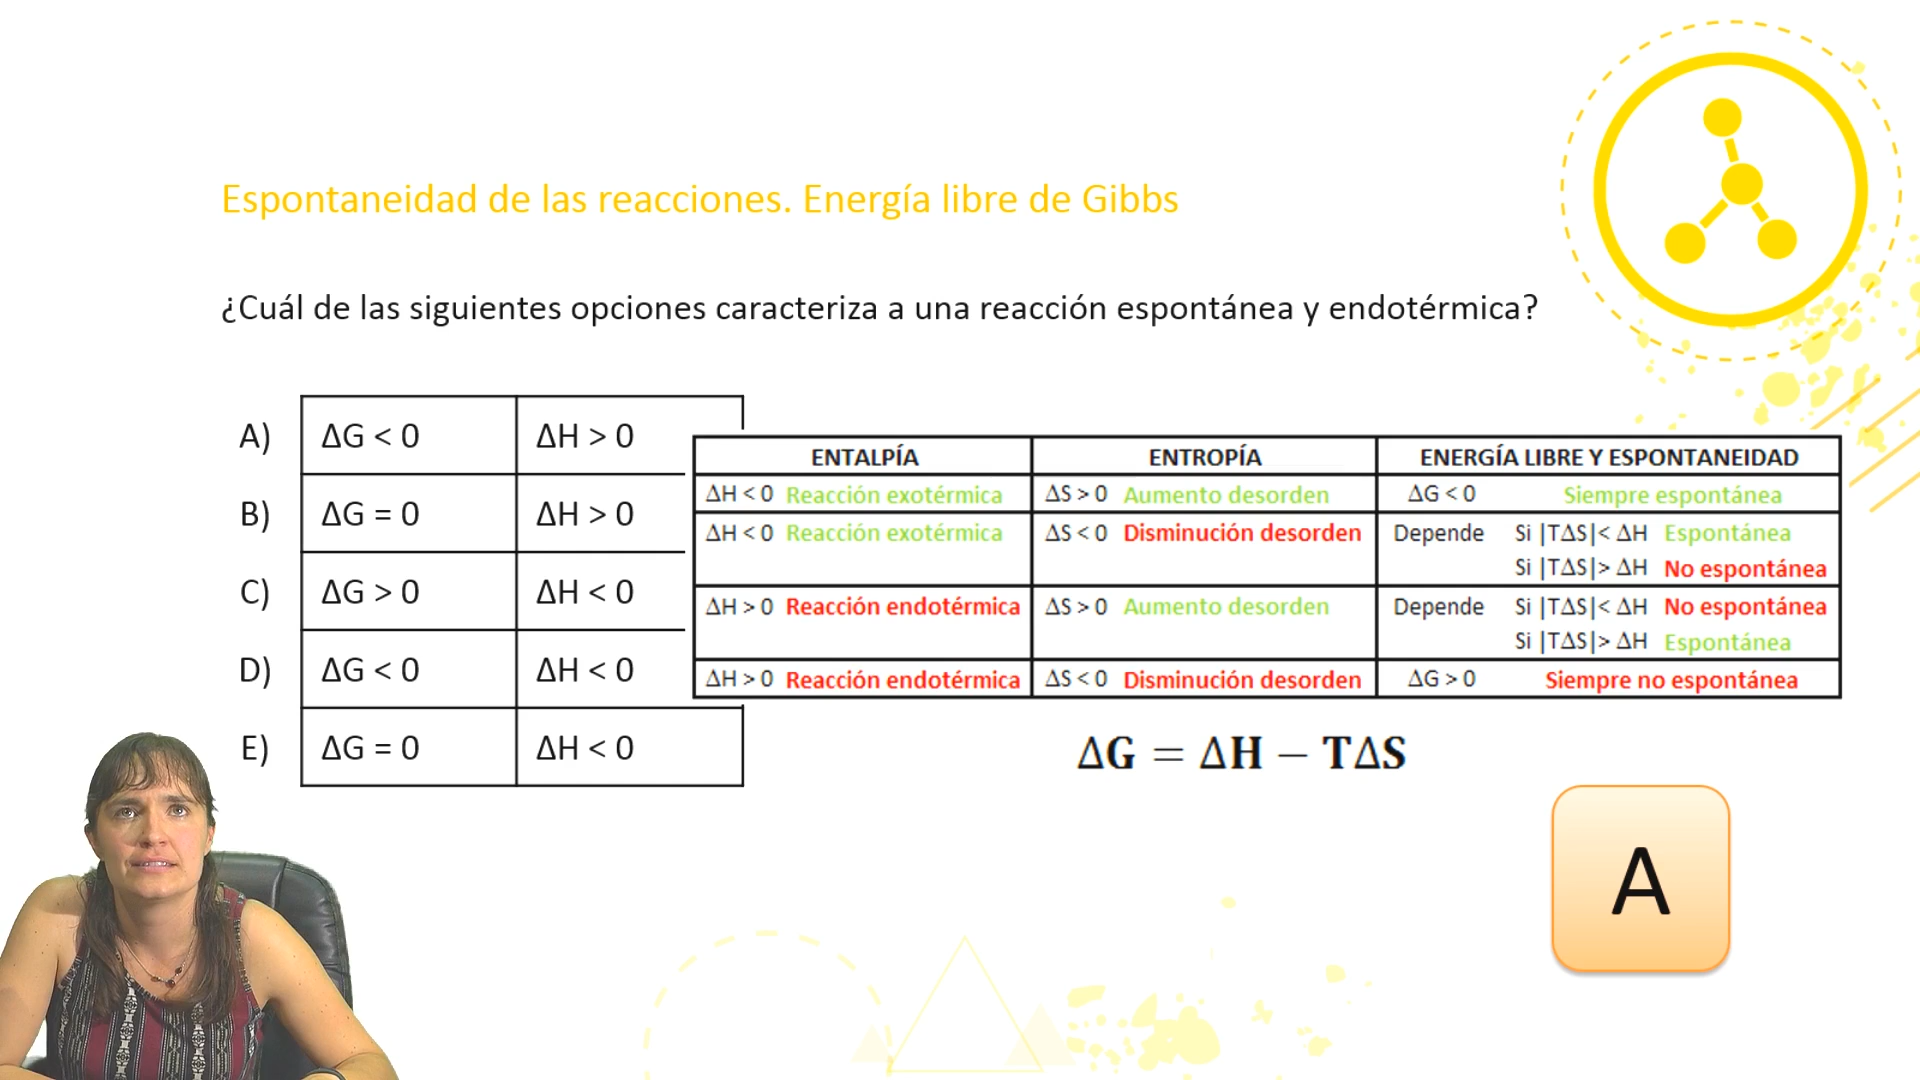 Espontaneidad de las reacciones. Energía libre de Gibbs
¿Cuál de las siguientes opciones caracteriza a una reacción espontánea y endotérmica?
A) ΔG < 0 ΔH > 0
B) ΔG = 0 ΔH > 0
C) ΔG > 0 ΔH < 0
D) ΔG < 0 ΔH < 0
E) ΔG = 0 ΔH < 0
ENTALPÍA ENTROPÍA ENERGÍA LIBRE Y ESPONTANEIDAD
ΔH < 0 Reacción exotérmica ΔS > 0 Aumento desorden ΔG < 0 Siempre espontánea
ΔH < 0 Reacción exotérmica ΔS < 0 Disminución desorden Depende Si |TΔS|< ΔH Espontánea
Si |TΔS|> ΔH No espontánea
ΔH > 0 Reacción endotérmica ΔS > 0 Aumento desorden Depende Si |TΔS|< ΔH No espontánea
Si |TΔS|> ΔH Espontánea
ΔH > 0 Reacción endotérmica ΔS < 0 Disminución desorden ΔG > 0 Siempre no espontánea
ΔG = ΔH − TΔS
A